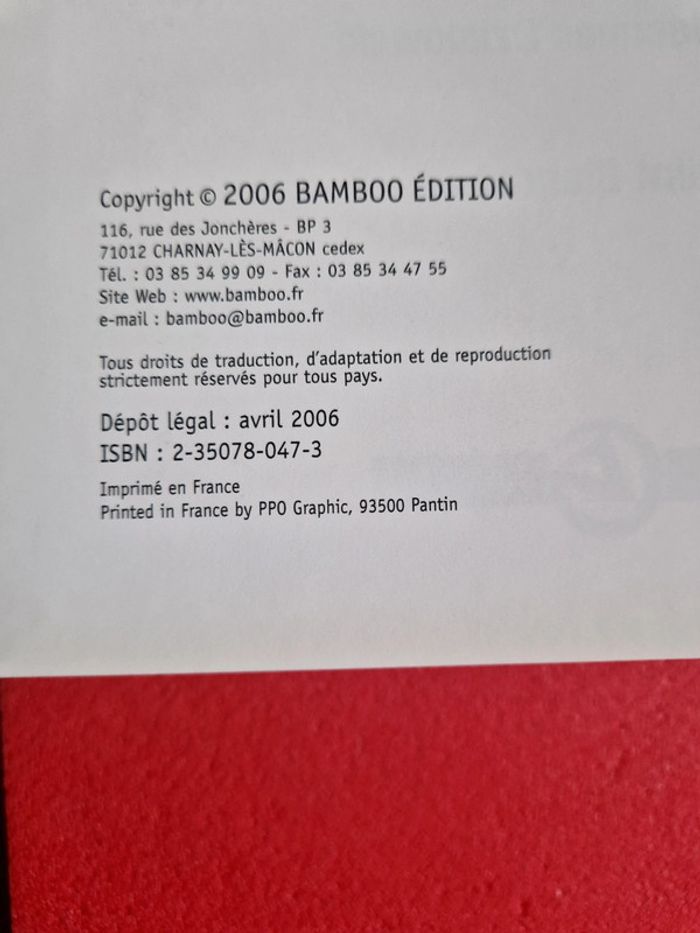 Copyright © 2006 BAMBOO ÉDITION
116, rue des Jonchères - BP 3
71012 CHARNAY-LÈS-MÂCON cedex
Tél. : 03 85 34 99 09 - Fax : 03 85 34 47 55
Site Web : www.bamboo.fr
e-mail : bamboo@bamboo.fr
Tous droits de traduction, d'adaptation et de reproduction
strictement réservés pour tous pays.
Dépôt légal : avril 2006
ISBN : 2-35078-047-3
Imprimé en France
Printed in France by PPO Graphic, 93500 Pantin